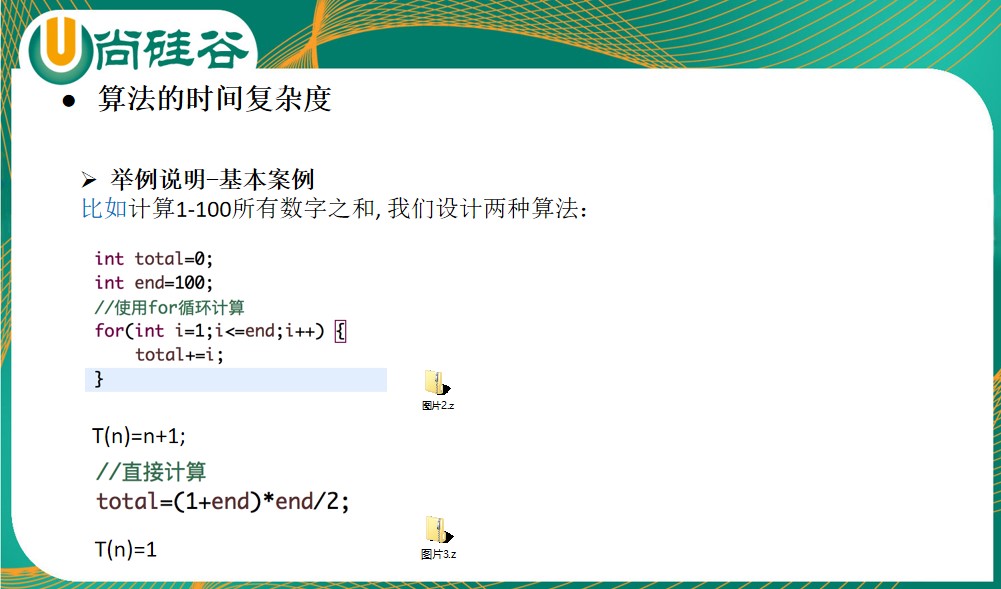 尚硅谷
算法的时间复杂度
举例说明-基本案例
比如计算1-100所有数字之和, 我们设计两种算法：
int total=0;
int end=100;
//使用for循环计算
for(int i=1;i<=end;i++) {
total+=i;
}
图片2.z
T(n)=n+1;
//直接计算
total=(1+end)*end/2;
T(n)=1
图片3.z